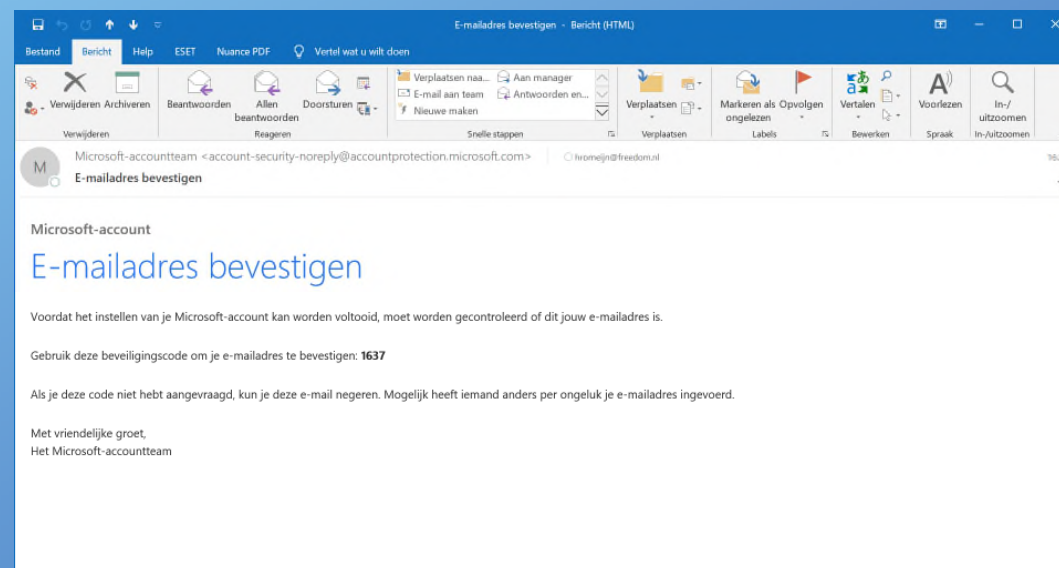 E-mailadres bevestigen - Bericht (HTML)
Bestand Bericht Help ESET Nuance PDF Vertel wat u wilt doen
Verwijderen Archiveren
Beantwoorden Allen beantwoorden Doorsturen
Verplaatsen naa... Aan manager
E-mail aan team Antwoorden en...
Nieuwe maken
Verplaatsen
Markeren als ongelezen Opvolgen
Vertalen
Voorlezen
In-/uitzoomen
Verwijderen Reageren Snelle stappen Verplaatsen Labels Bewerken Spraak In-/uitzoomen
M
Microsoft-accountteam <account-security-noreply@accountprotection.microsoft.com>
E-mailadres bevestigen
Microsoft-account
E-mailadres bevestigen
Voordat het instellen van je Microsoft-account kan worden voltooid, moet worden gecontroleerd of dit jouw e-mailadres is.
Gebruik deze beveiligingscode om je e-mailadres te bevestigen: 1637
Als je deze code niet hebt aangevraagd, kun je deze e-mail negeren. Mogelijk heeft iemand anders per ongeluk je e-mailadres ingevoerd.
Met vriendelijke groet,
Het Microsoft-accountteam